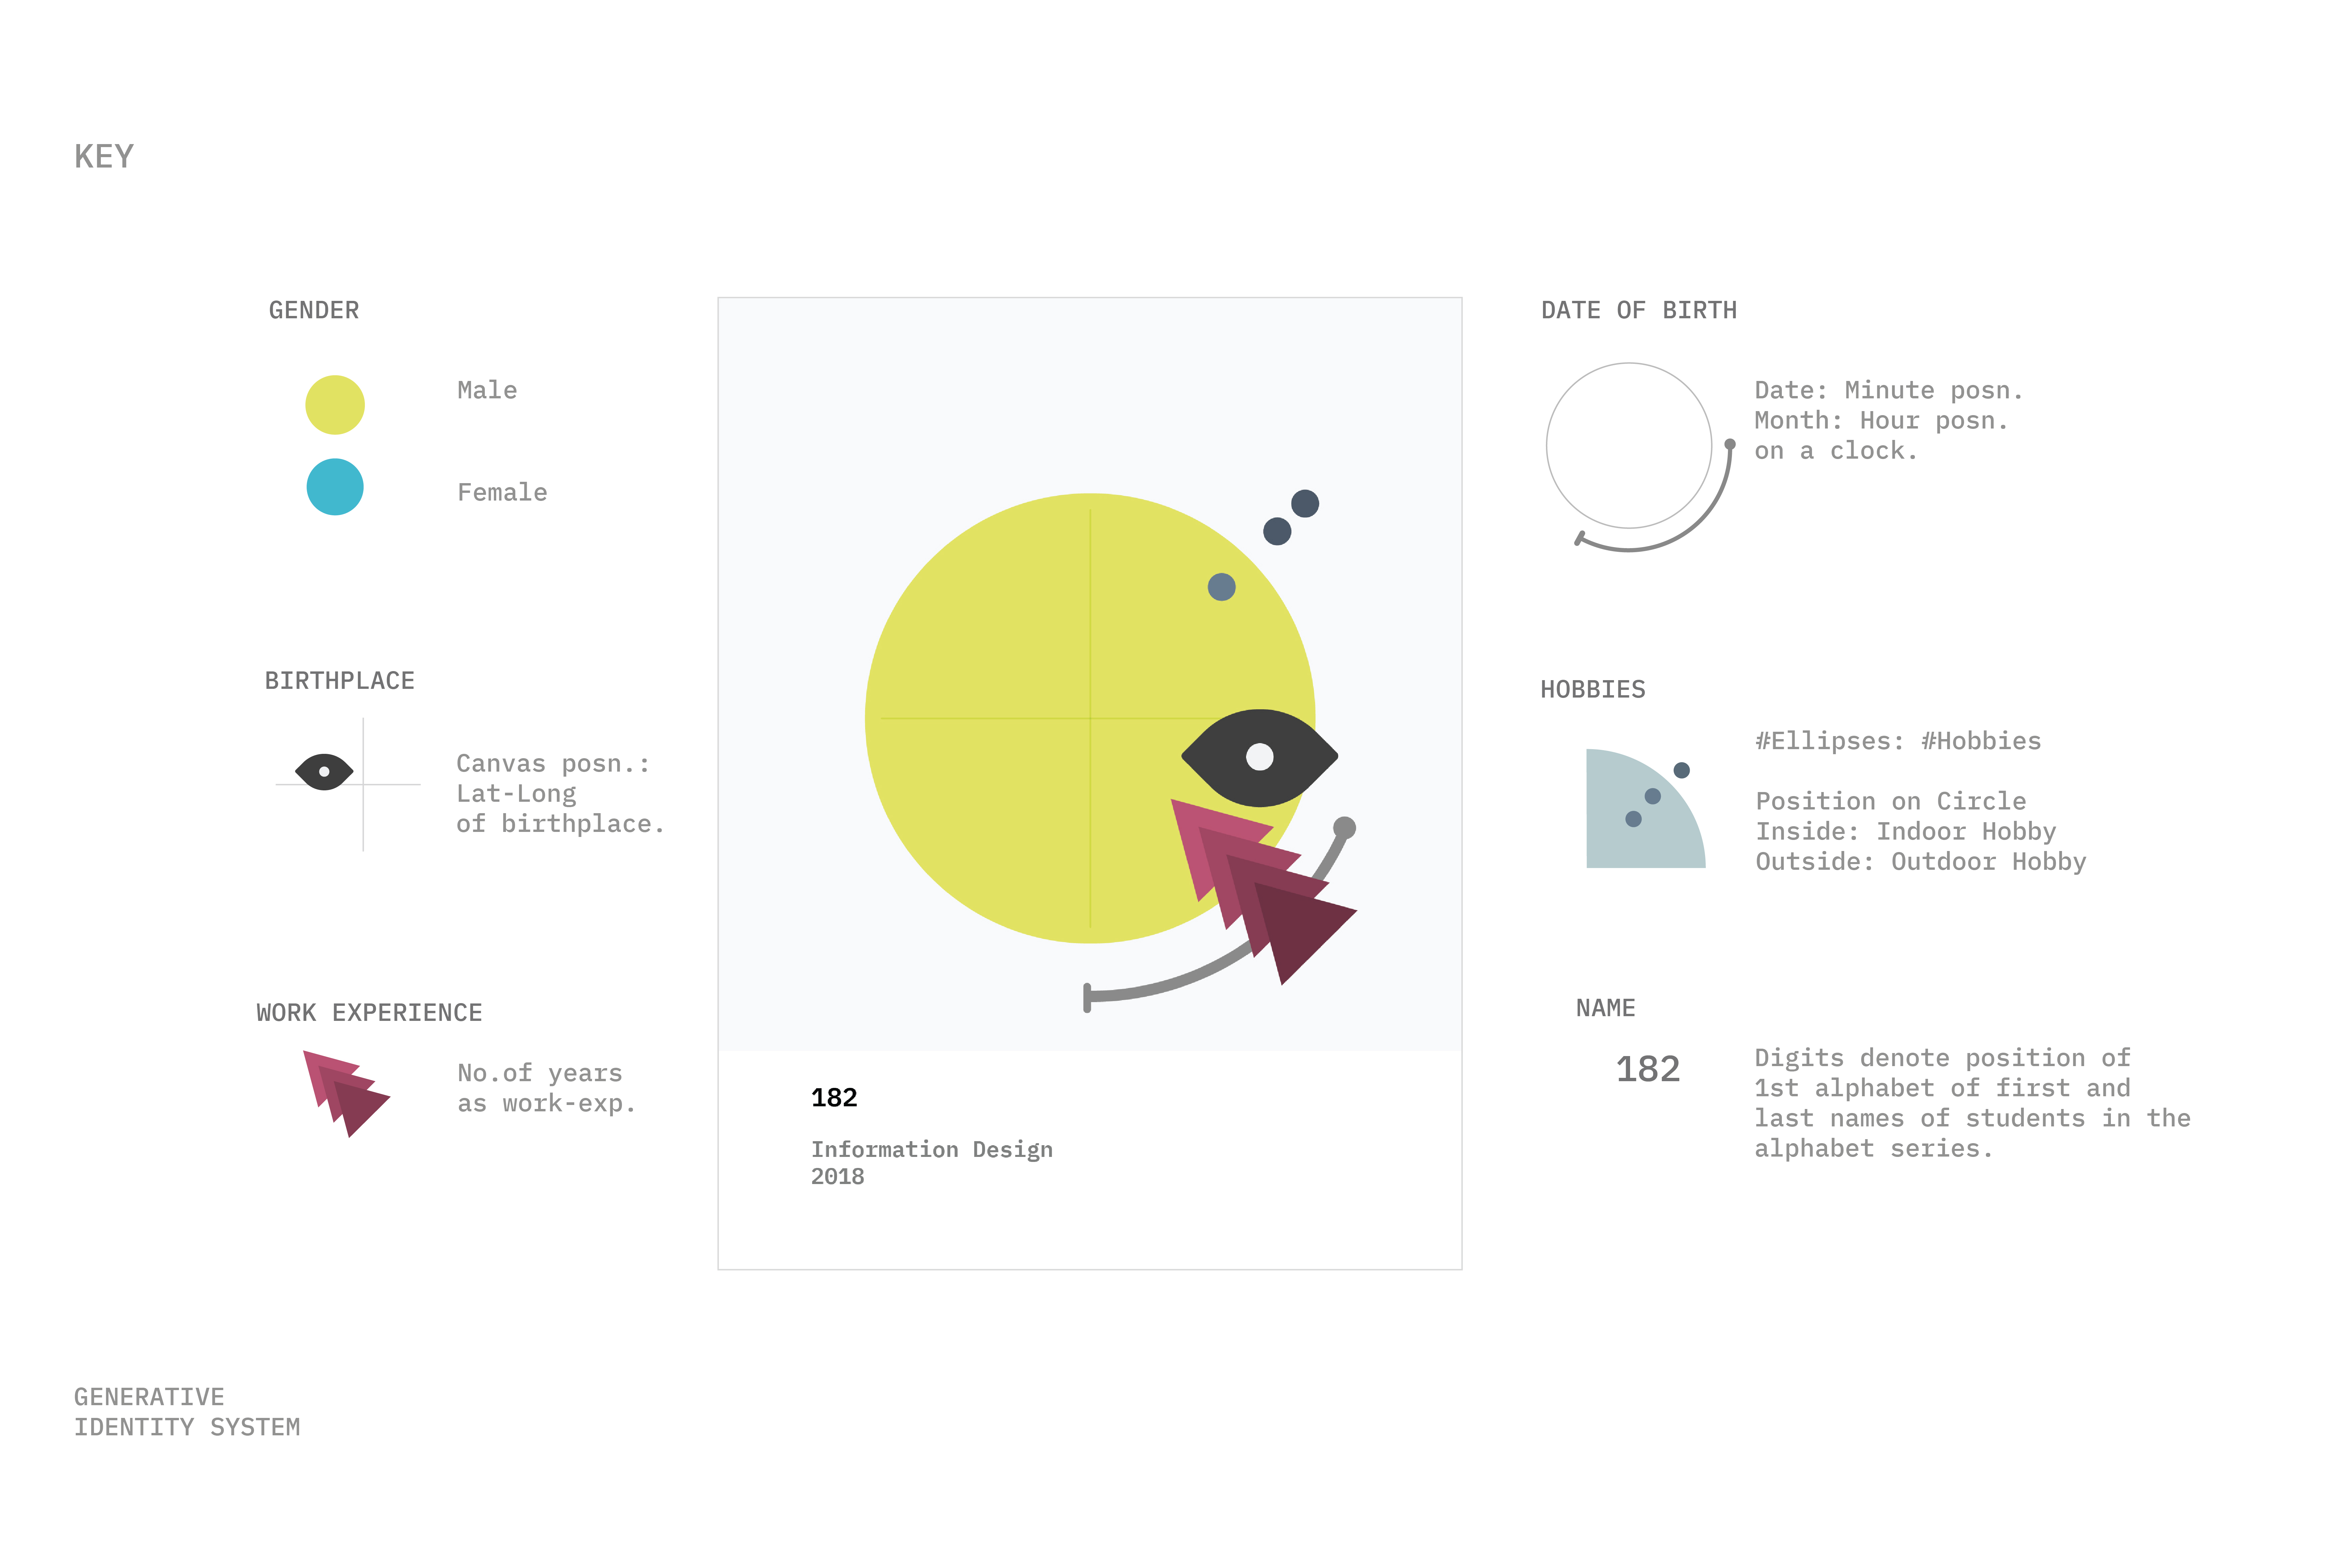 KEY
GENDER
Male
Female
BIRTHPLACE
Canvas posn.:
Lat-Long
of birthplace.
WORK EXPERIENCE
No.of years
as work-exp.
182
Information Design
2018
DATE OF BIRTH
Date: Minute posn.
Month: Hour posn.
on a clock.
HOBBIES
#Ellipses: #Hobbies
Position on Circle
Inside: Indoor Hobby
Outside: Outdoor Hobby
NAME
182
Digits denote position of
1st alphabet of first and
last names of students in the
alphabet series.
GENERATIVE
IDENTITY SYSTEM